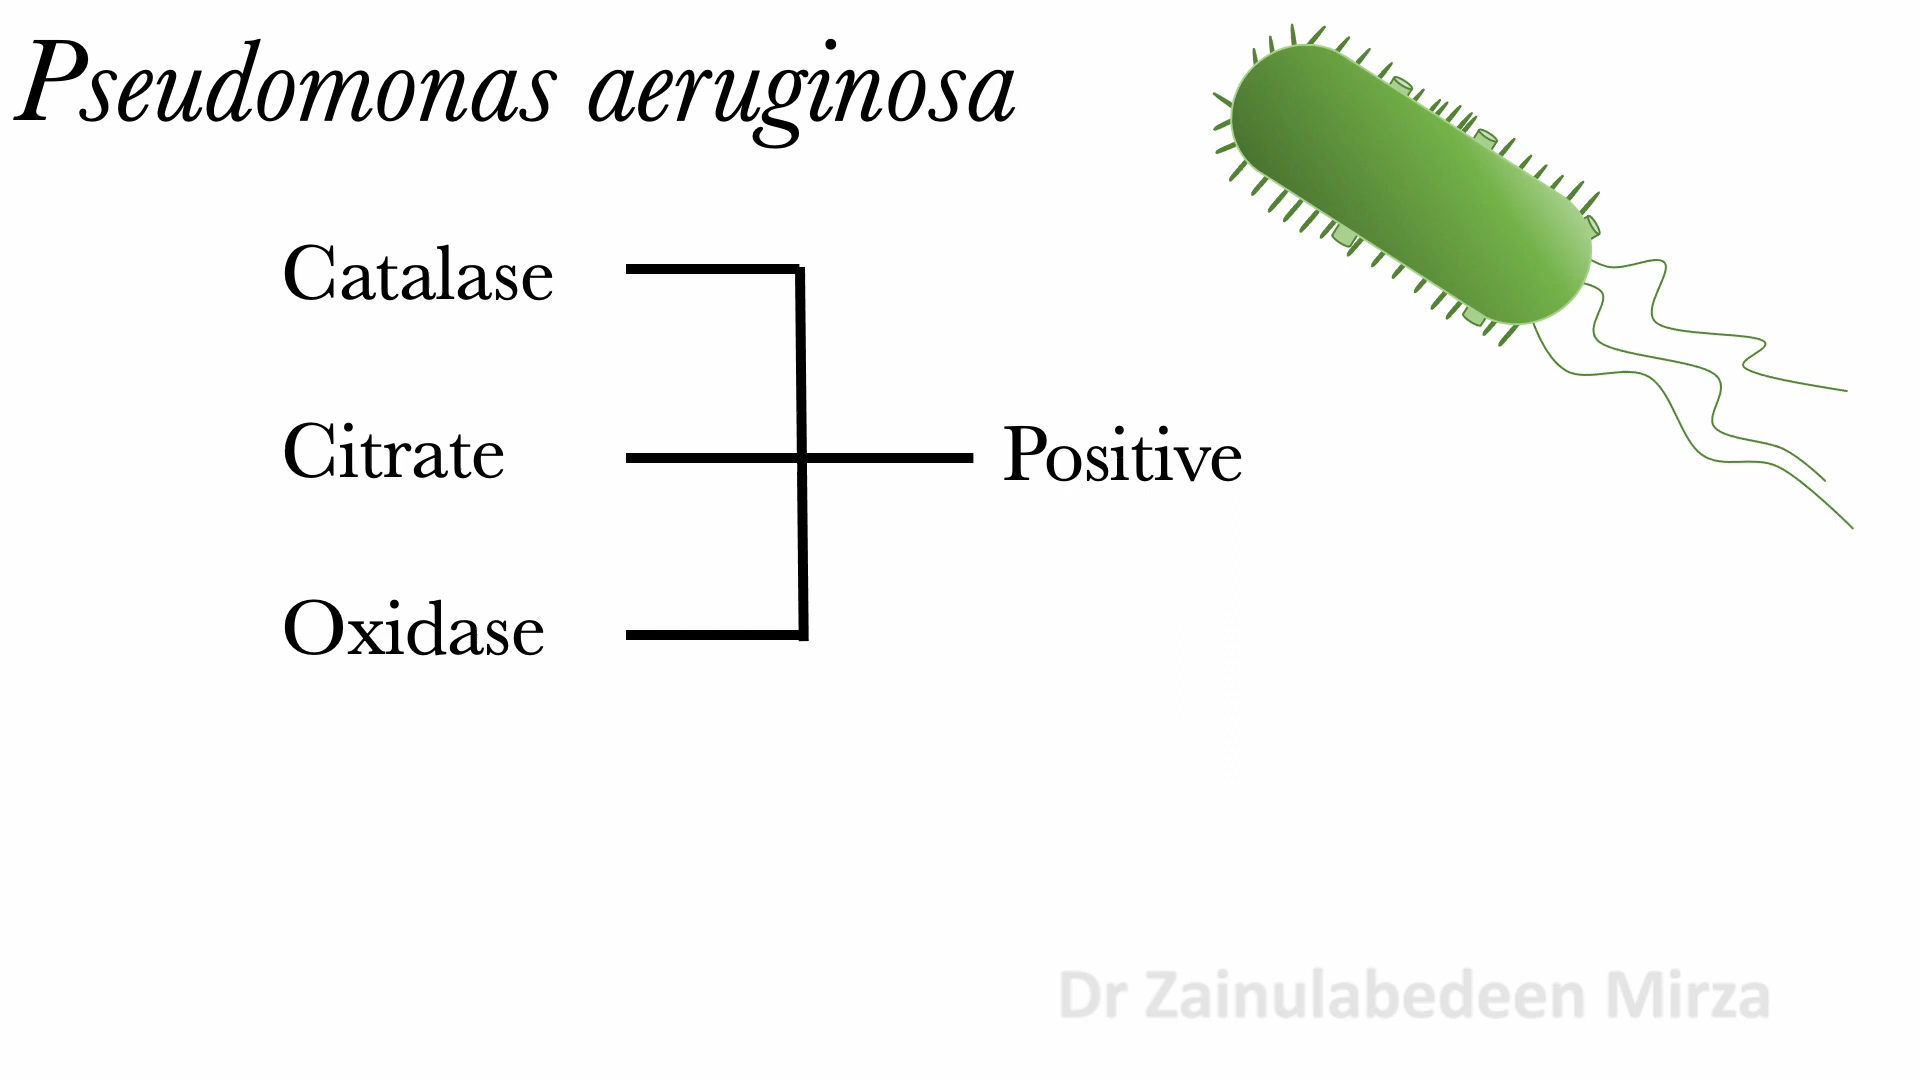 Pseudomonas aeruginosa
Catalase
Citrate
Positive
Oxidase
Dr Zainulabedeen Mirza